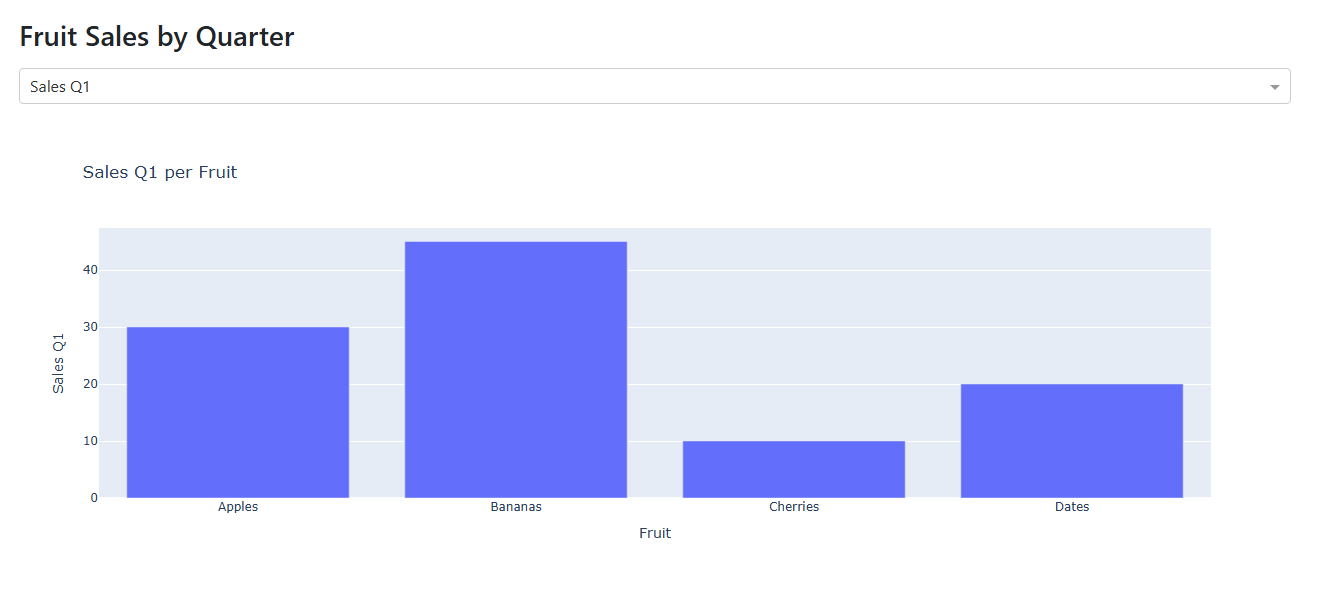 Fruit Sales by Quarter
Sales Q1
Sales Q1 per Fruit
Sales Q1
40
30
20
10
0
Apples Bananas Cherries Dates
Fruit